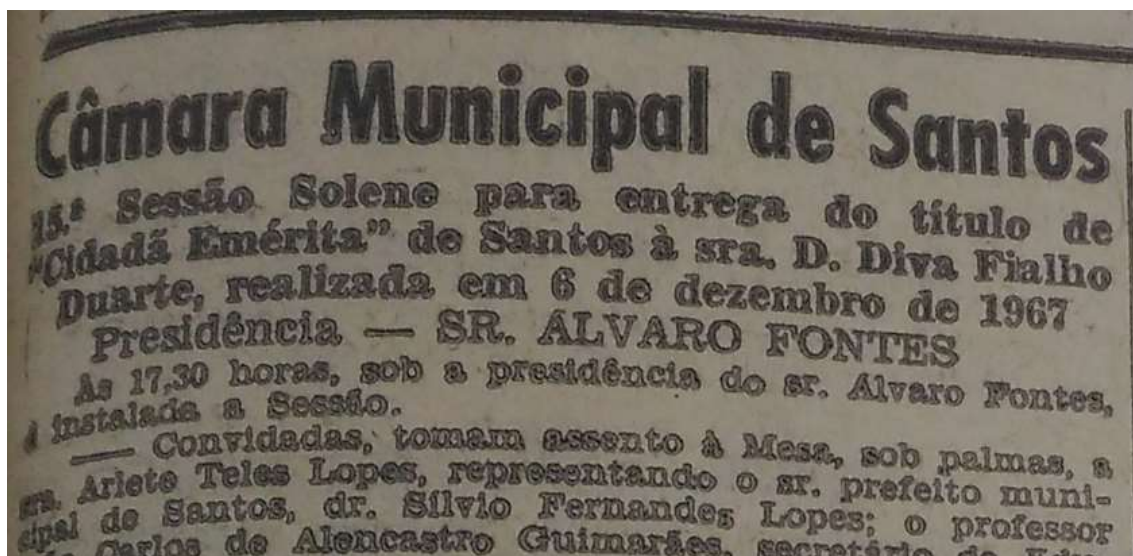 Câmara Municipal de Santos
15.ª Sessão Solene para entrega do título de
"Cidadã Emérita" de Santos à sra. D. Diva Fialho
Duarte, realizada em 6 de dezembro de 1967
Presidência — SR. ALVARO FONTES
Às 17,30 horas, sob a presidência do sr. Alvaro Fontes,
é instalada a Sessão.
— Convidadas, tomam assento à Mesa, sob palmas, a
sra. Ariete Teles Lopes, representando o sr. prefeito muni-
cipal de Santos, dr. Sílvio Fernandes Lopes; o professor
Carlos de Alencastro Guimarães, secretário